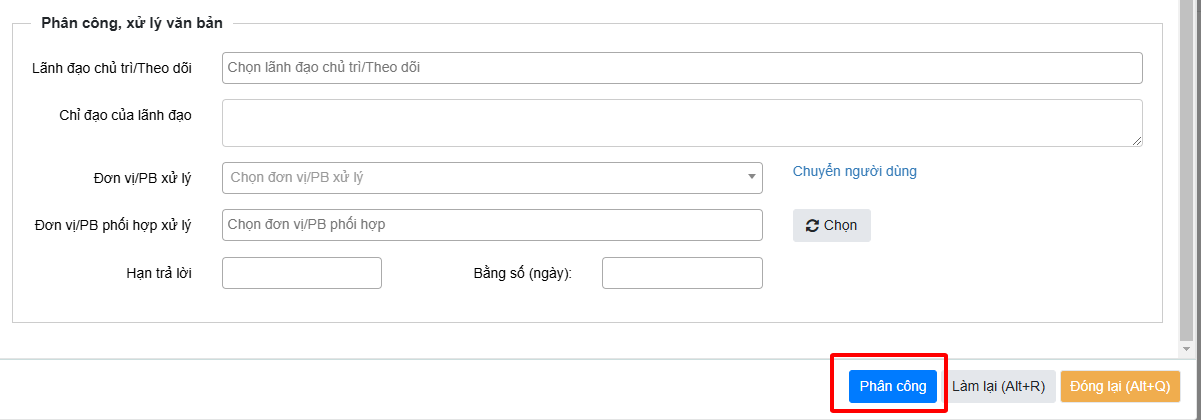 Phân công, xử lý văn bản
Lãnh đạo chủ trì/Theo dõi
Chọn lãnh đạo chủ trì/Theo dõi
Chỉ đạo của lãnh đạo
Đơn vị/PB xử lý
Chọn đơn vị/PB xử lý
Chuyển người dùng
Đơn vị/PB phối hợp xử lý
Chọn đơn vị/PB phối hợp
Chọn
Hạn trả lời
Bằng số (ngày):
Phân công
Làm lại (Alt+R)
Đóng lại (Alt+Q)